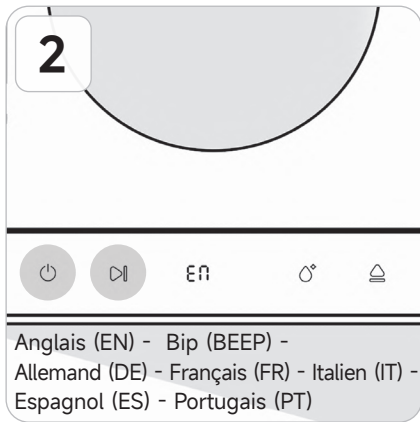 2
EN
Anglais (EN) - Bip (BEEP) -
Allemand (DE) - Français (FR) - Italien (IT) -
Espagnol (ES) - Portugais (PT)